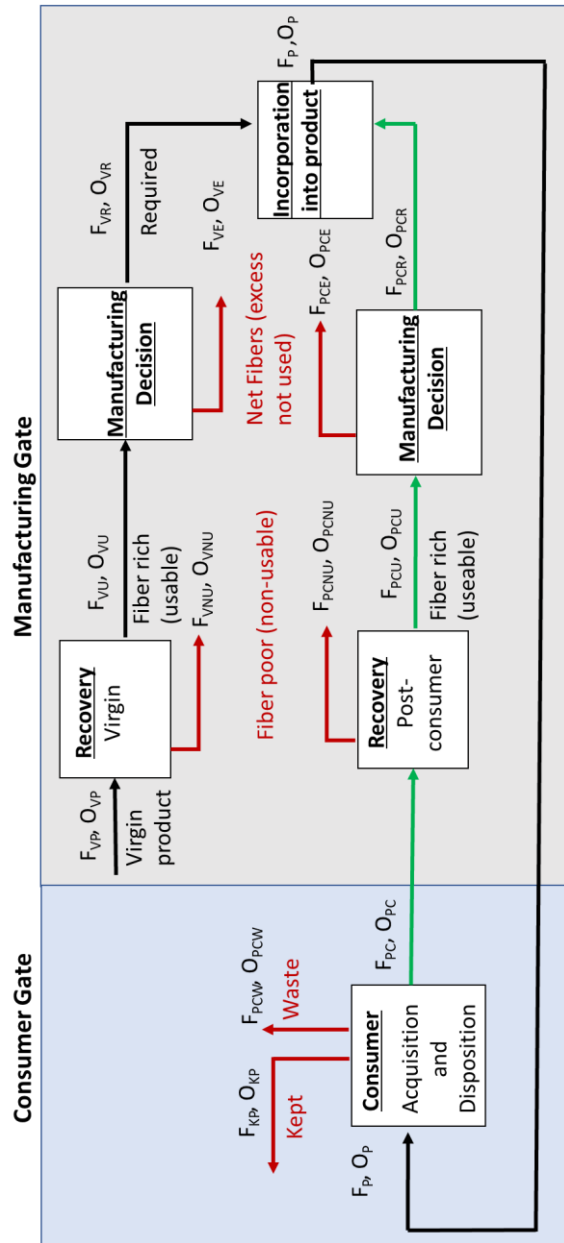 Consumer Gate
Manufacturing Gate
F_VP, O_VP
Virgin
product
Recovery
Virgin
F_VU, O_VU
Fiber rich
(usable)
F_VNU, O_VNU
Manufacturing
Decision
F_VR, O_VR
Required
F_VE, O_VE
Net Fibers (excess
not used)
Fiber poor (non-usable)
Incorporation
into product
F_P ,O_P
F_KP, O_KP
Kept
F_PCW, O_PCW
Waste
F_P, O_P
Consumer
Acquisition
and
Disposition
F_PC, O_PC
Recovery
Post-
consumer
F_PCNU, O_PCNU
F_PCU, O_PCU
Fiber rich
(useable)
Manufacturing
Decision
F_PCE, O_PCE
F_PCR, O_PCR